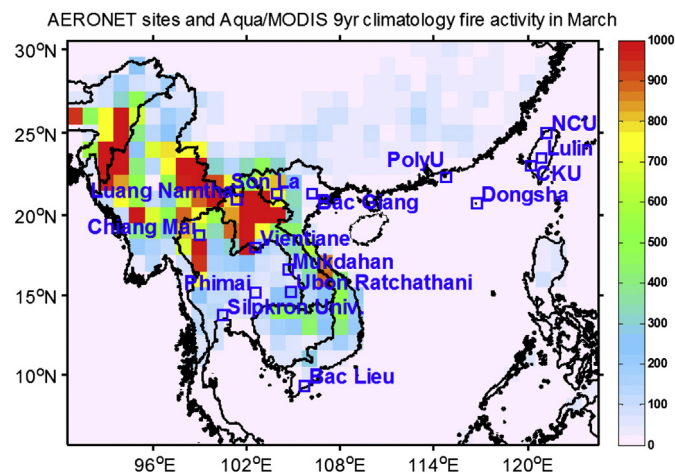 AERONET sites and Aqua/MODIS 9yr climatology fire activity in March
30°N
25°N
20°N
15°N
10°N
NCU
Lulin
CKU
PolyU
Dongsha
Son La
Luang Namtha
Bac Giang
Chiang Mai
Vientiane
Mukdahan
Phimai
Ubon Ratchathani
Silpkron Univ.
Bac Lieu
96°E
102°E
108°E
114°E
120°E
1000
900
800
700
600
500
400
300
200
100
0